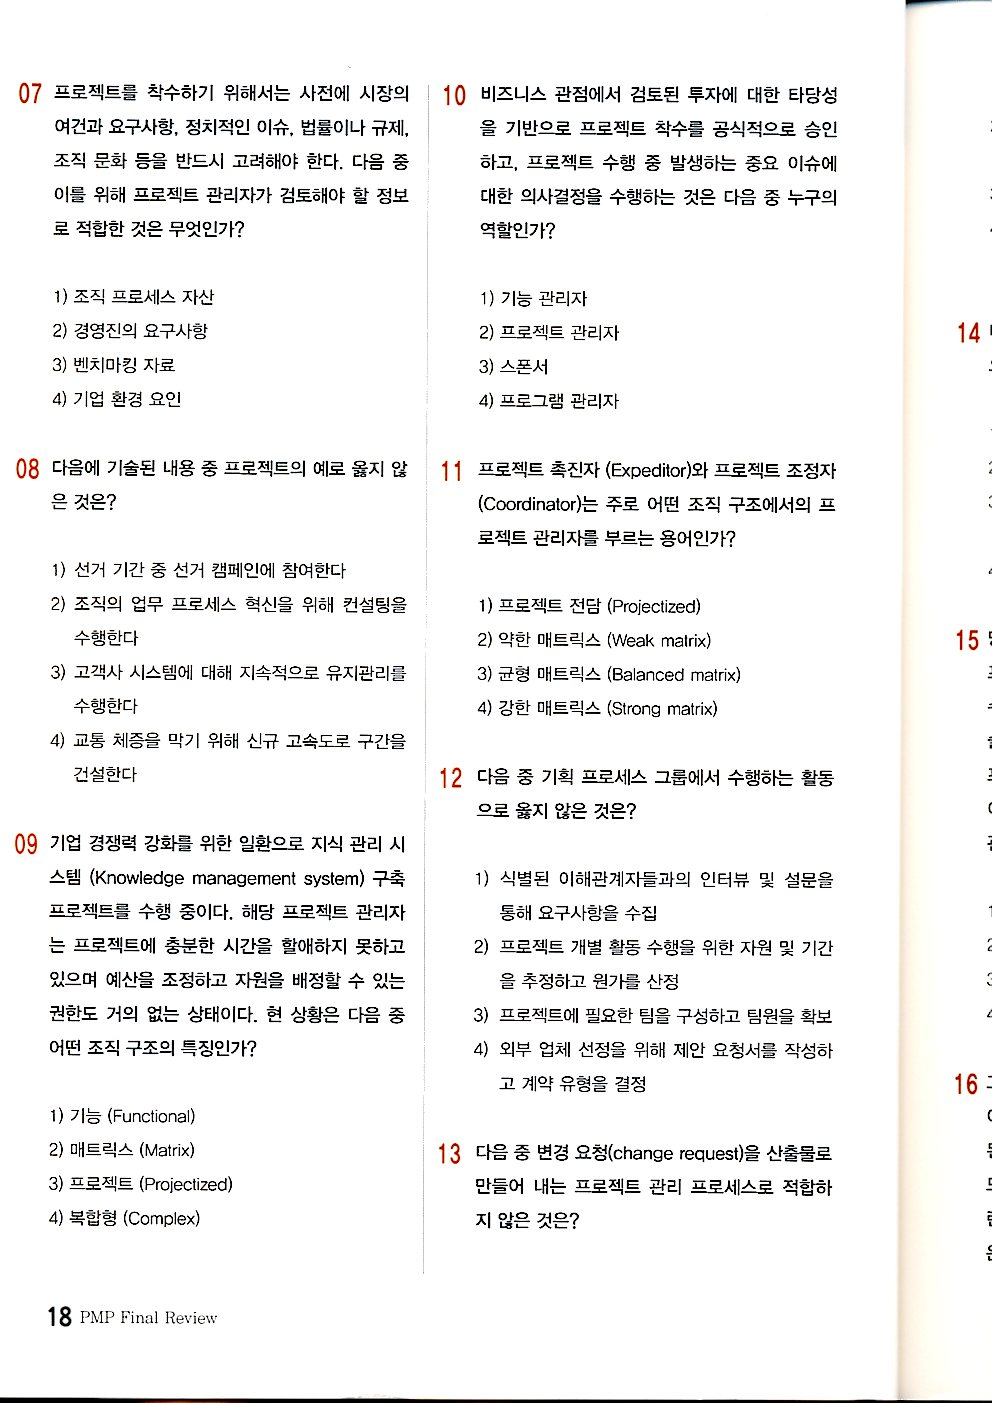 07 프로젝트를 착수하기 위해서는 사전에 시장의
여건과 요구사항, 정치적인 이슈, 법률이나 규제,
조직 문화 등을 반드시 고려해야 한다. 다음 중
이를 위해 프로젝트 관리자가 검토해야 할 정보
로 적합한 것은 무엇인가?
1) 조직 프로세스 자산
2) 경영진의 요구사항
3) 벤치마킹 자료
4) 기업 환경 요인
08 다음에 기술된 내용 중 프로젝트의 예로 옳지 않
은 것은?
1) 선거 기간 중 선거 캠페인에 참여한다
2) 조직의 업무 프로세스 혁신을 위해 컨설팅을
수행한다
3) 고객사 시스템에 대해 지속적으로 유지관리를
수행한다
4) 교통 체증을 막기 위해 신규 고속도로 구간을
건설한다
09 기업 경쟁력 강화를 위한 일환으로 지식 관리 시
스템 (Knowledge management system) 구축
프로젝트를 수행 중이다. 해당 프로젝트 관리자
는 프로젝트에 충분한 시간을 할애하지 못하고
있으며 예산을 조정하고 자원을 배정할 수 있는
권한도 거의 없는 상태이다. 현 상황은 다음 중
어떤 조직 구조의 특징인가?
1) 기능 (Functional)
2) 매트릭스 (Matrix)
3) 프로젝트 (Projectized)
4) 복합형 (Complex)
10 비즈니스 관점에서 검토된 투자에 대한 타당성
을 기반으로 프로젝트 착수를 공식적으로 승인
하고, 프로젝트 수행 중 발생하는 중요 이슈에
대한 의사결정을 수행하는 것은 다음 중 누구의
역할인가?
1) 기능 관리자
2) 프로젝트 관리자
3) 스폰서
4) 프로그램 관리자
11 프로젝트 촉진자 (Expeditor)와 프로젝트 조정자
(Coordinator)는 주로 어떤 조직 구조에서의 프
로젝트 관리자를 부르는 용어인가?
1) 프로젝트 전담 (Projectized)
2) 약한 매트릭스 (Weak matrix)
3) 균형 매트릭스 (Balanced matrix)
4) 강한 매트릭스 (Strong matrix)
12 다음 중 기획 프로세스 그룹에서 수행하는 활동
으로 옳지 않은 것은?
1) 식별된 이해관계자들과의 인터뷰 및 설문을
통해 요구사항을 수집
2) 프로젝트 개별 활동 수행을 위한 자원 및 기간
을 추정하고 원가를 산정
3) 프로젝트에 필요한 팀을 구성하고 팀원을 확보
4) 외부 업체 선정을 위해 제안 요청서를 작성하
고 계약 유형을 결정
13 다음 중 변경 요청(change request)을 산출물로
만들어 내는 프로젝트 관리 프로세스로 적합하
지 않은 것은?
18 PMP Final Review
14
15
16